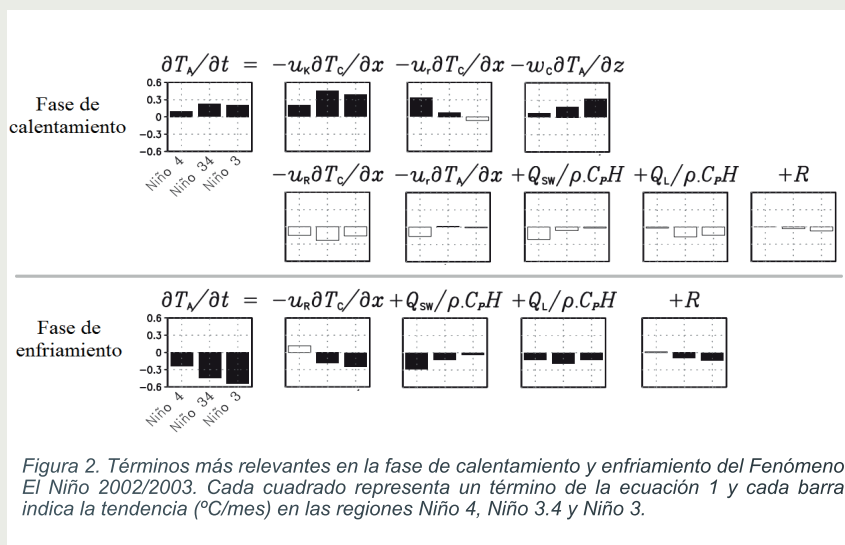 ∂T_A/∂t = −u_K∂T_C/∂x −u_r∂T_C/∂x −w_C∂T_A/∂z
Fase de
calentamiento
0.6
0.3
0
−0.3
−0.6
Niño 4
Niño 34
Niño 3
−u_R∂T_C/∂x −u_r∂T_A/∂x +Q_SW/ρ.C_PH +Q_L/ρ.C_PH +R
∂T_A/∂t = −u_R∂T_C/∂x +Q_SW/ρ.C_PH +Q_L/ρ.C_PH +R
Fase de
enfriamiento
0.6
0.3
0
−0.3
−0.6
Niño 4
Niño 34
Niño 3
Figura 2. Términos más relevantes en la fase de calentamiento y enfriamiento del Fenómeno
El Niño 2002/2003. Cada cuadrado representa un término de la ecuación 1 y cada barra
indica la tendencia (ºC/mes) en las regiones Niño 4, Niño 3.4 y Niño 3.